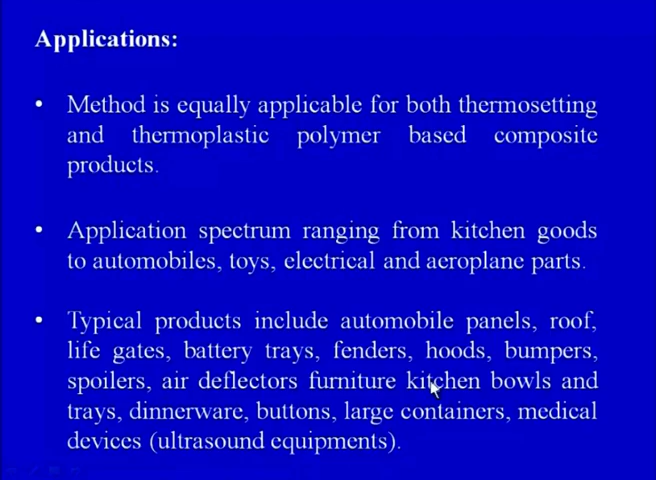 Applications:
• Method is equally applicable for both thermosetting
and thermoplastic polymer based composite
products.
• Application spectrum ranging from kitchen goods
to automobiles, toys, electrical and aeroplane parts.
• Typical products include automobile panels, roof,
life gates, battery trays, fenders, hoods, bumpers,
spoilers, air deflectors furniture kitchen bowls and
trays, dinnerware, buttons, large containers, medical
devices (ultrasound equipments).